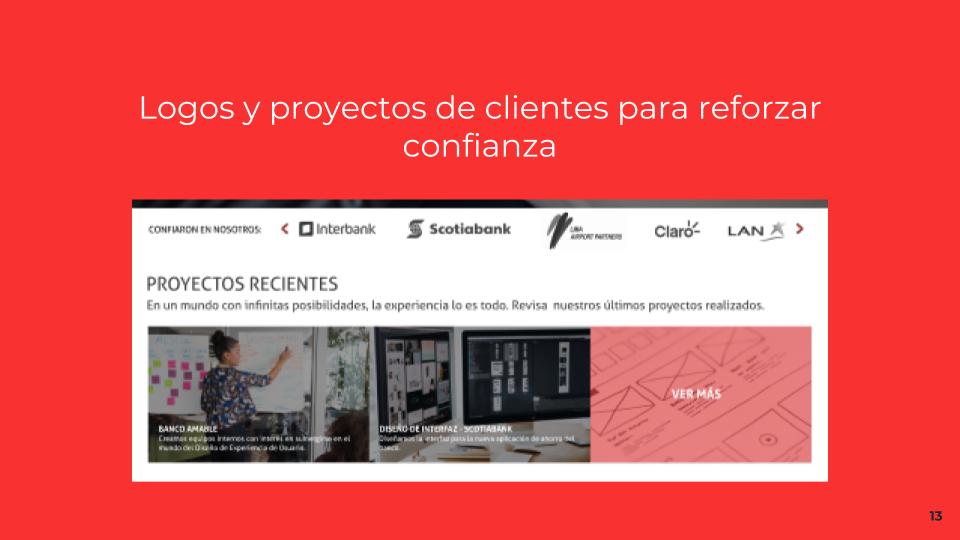 Logos y proyectos de clientes para reforzar
confianza
CONFIARON EN NOSOTROS:
Interbank
Scotiabank
LIMA
AIRPORT PARTNERS
Claro
LAN
PROYECTOS RECIENTES
En un mundo con infinitas posibilidades, la experiencia lo es todo. Revisa nuestros últimos proyectos realizados.
BANCO AMABLE
Creamos equipos internos con interés en sumergirse en el
mundo del Diseño de Experiencia de Usuario.
DISEÑO DE INTERFAZ - SCOTIABANK
Diseñamos la interfaz para la nueva aplicación de ahorro del
banco.
VER MÁS
13